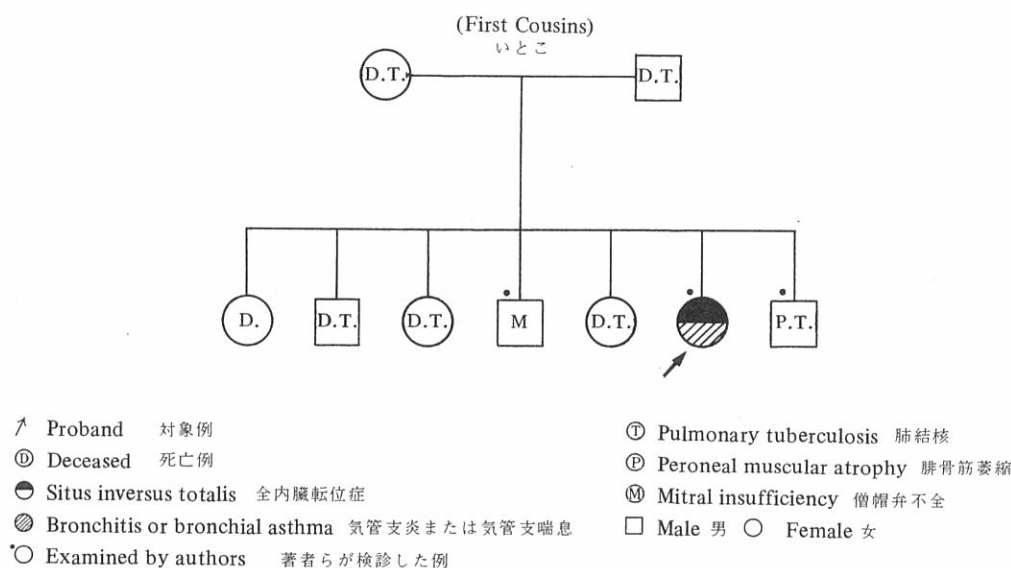 (First Cousins)
いとこ
D.T. D.T.
D. D.T. D.T. M D.T. P.T.
Proband 対象例
Ⓓ Deceased 死亡例
Situs inversus totalis 全内臓転位症
Bronchitis or bronchial asthma 気管支炎または気管支喘息
Examined by authors 著者らが検診した例
Ⓣ Pulmonary tuberculosis 肺結核
Ⓟ Peroneal muscular atrophy 腓骨筋萎縮
Ⓜ Mitral insufficiency 僧帽弁不全
Male 男 Female 女